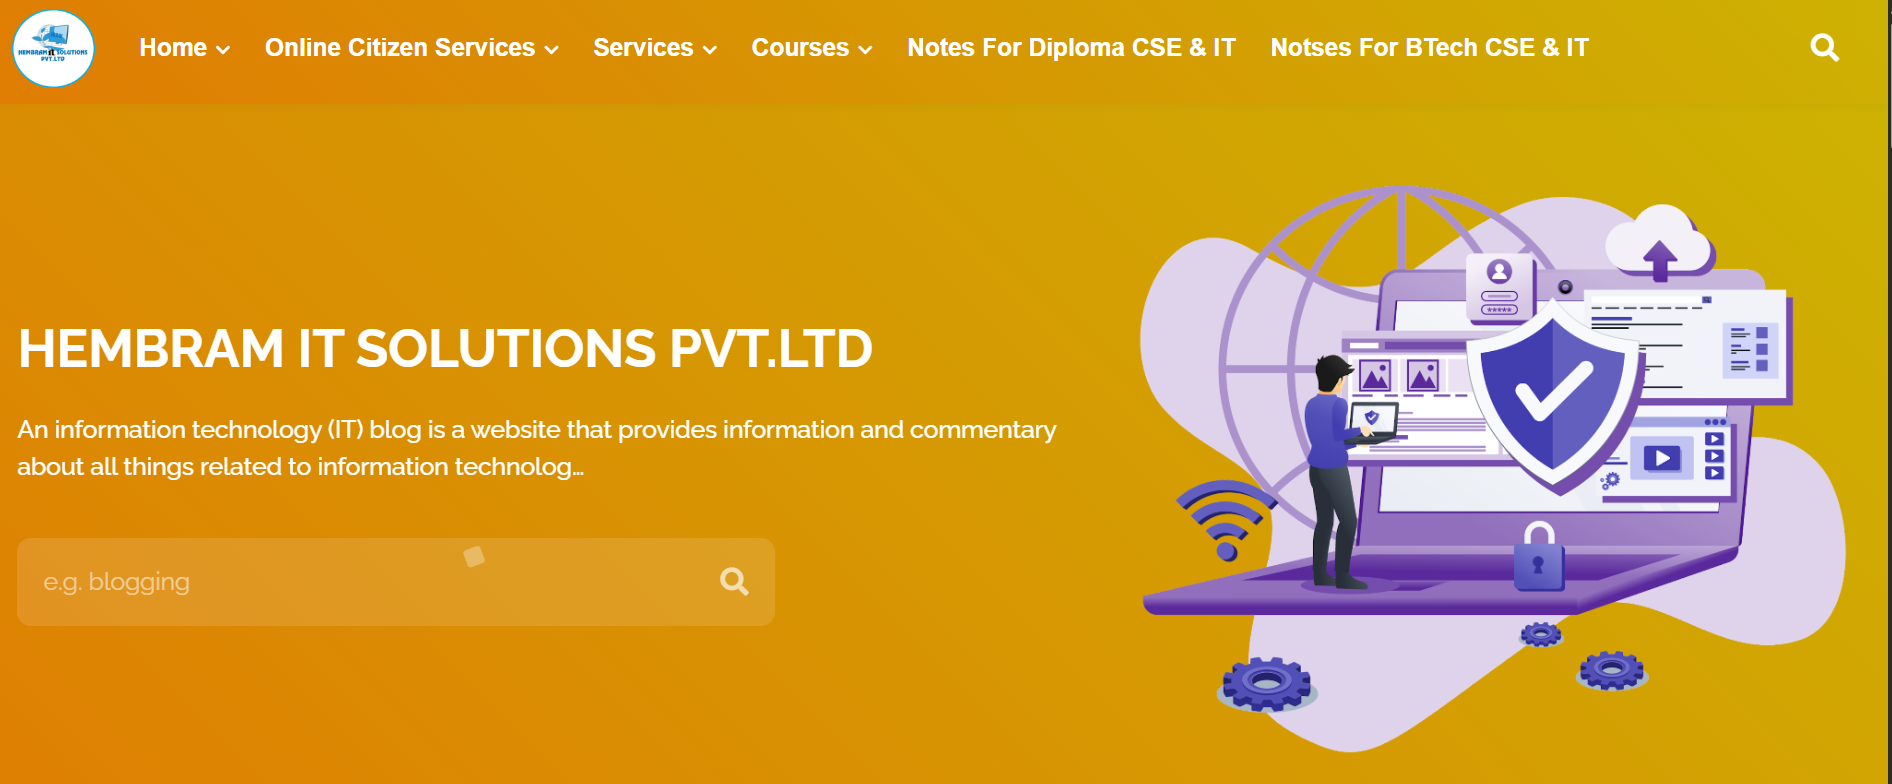 HEMBRAM it SOLUTIONS
PVT.LTD
Home
Online Citizen Services
Services
Courses
Notes For Diploma CSE & IT
Notses For BTech CSE & IT
HEMBRAM IT SOLUTIONS PVT.LTD
An information technology (IT) blog is a website that provides information and commentary
about all things related to information technolog...
e.g. blogging